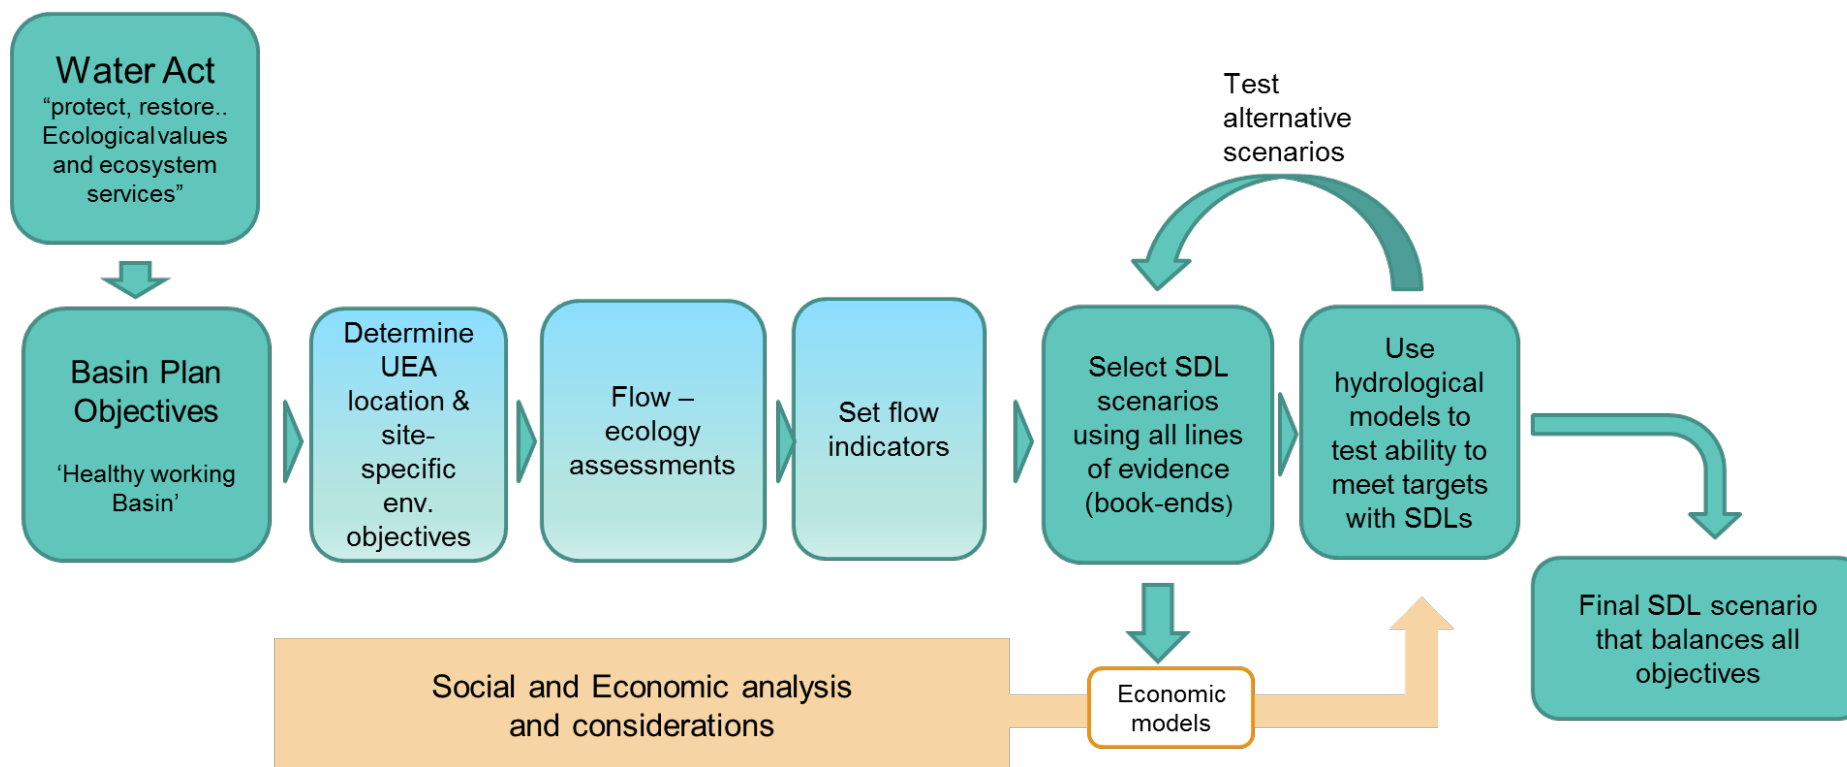 Water Act
“protect, restore..
Ecological values
and ecosystem
services”
Test
alternative
scenarios
Basin Plan
Objectives
‘Healthy working
Basin’
Determine
UEA
location &
site-
specific
env.
objectives
Flow –
ecology
assessments
Set flow
indicators
Select SDL
scenarios
using all lines
of evidence
(book-ends)
Use
hydrological
models to
test ability to
meet targets
with SDLs
Final SDL scenario
that balances all
objectives
Social and Economic analysis
and considerations
Economic
models